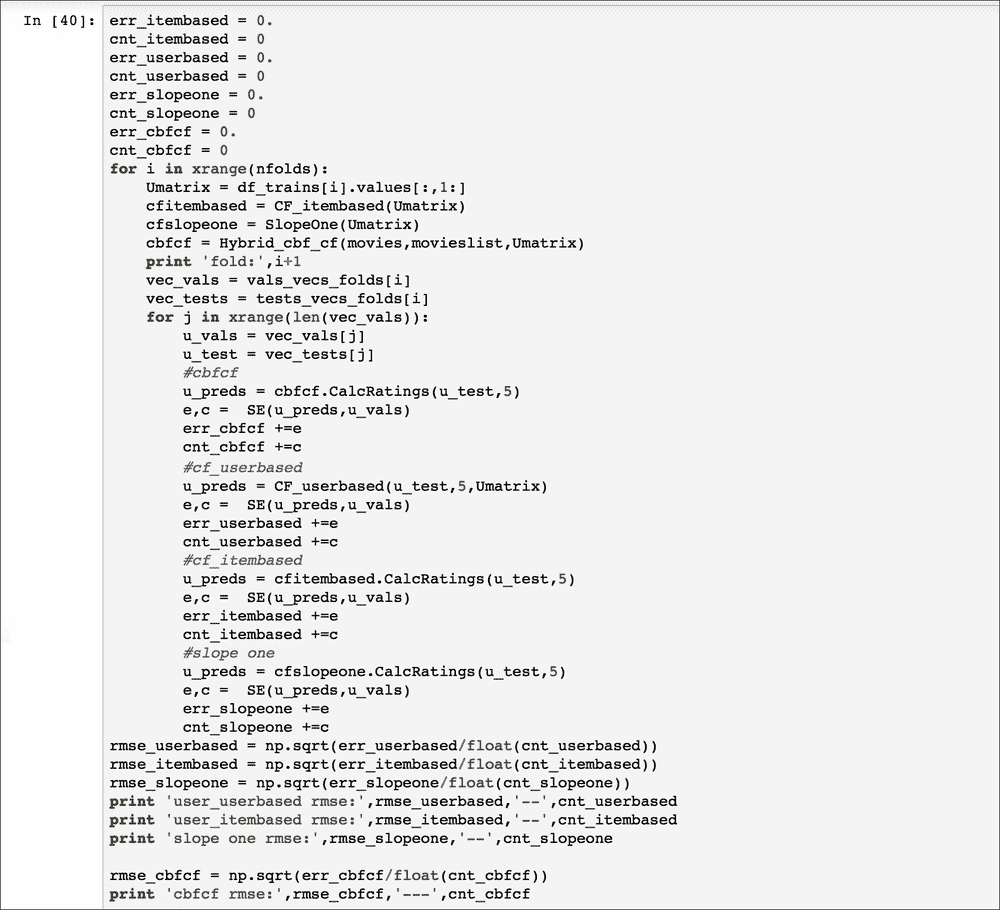 In [40]: err_itembased = 0.
cnt_itembased = 0
err_userbased = 0.
cnt_userbased = 0
err_slopeone = 0.
cnt_slopeone = 0
err_cbfcf = 0.
cnt_cbfcf = 0
for i in xrange(nfolds):
    Umatrix = df_trains[i].values[:,1:]
    cfitembased = CF_itembased(Umatrix)
    cfslopeone = SlopeOne(Umatrix)
    cbfcf = Hybrid_cbf_cf(movies,movieslist,Umatrix)
    print 'fold:',i+1
    vec_vals = vals_vecs_folds[i]
    vec_tests = tests_vecs_folds[i]
    for j in xrange(len(vec_vals)):
        u_vals = vec_vals[j]
        u_test = vec_tests[j]
        #cbfcf
        u_preds = cbfcf.CalcRatings(u_test,5)
        e,c =  SE(u_preds,u_vals)
        err_cbfcf +=e
        cnt_cbfcf +=c
        #cf_userbased
        u_preds = CF_userbased(u_test,5,Umatrix)
        e,c =  SE(u_preds,u_vals)
        err_userbased +=e
        cnt_userbased +=c
        #cf_itembased
        u_preds = cfitembased.CalcRatings(u_test,5)
        e,c =  SE(u_preds,u_vals)
        err_itembased +=e
        cnt_itembased +=c
        #slope one
        u_preds = cfslopeone.CalcRatings(u_test,5)
        e,c =  SE(u_preds,u_vals)
        err_slopeone +=e
        cnt_slopeone +=c
rmse_userbased = np.sqrt(err_userbased/float(cnt_userbased))
rmse_itembased = np.sqrt(err_itembased/float(cnt_itembased))
rmse_slopeone = np.sqrt(err_slopeone/float(cnt_slopeone))
print 'user_userbased rmse:',rmse_userbased,'--',cnt_userbased
print 'user_itembased rmse:',rmse_itembased,'--',cnt_itembased
print 'slope one rmse:',rmse_slopeone,'--',cnt_slopeone
rmse_cbfcf = np.sqrt(err_cbfcf/float(cnt_cbfcf))
print 'cbfcf rmse:',rmse_cbfcf,'---',cnt_cbfcf